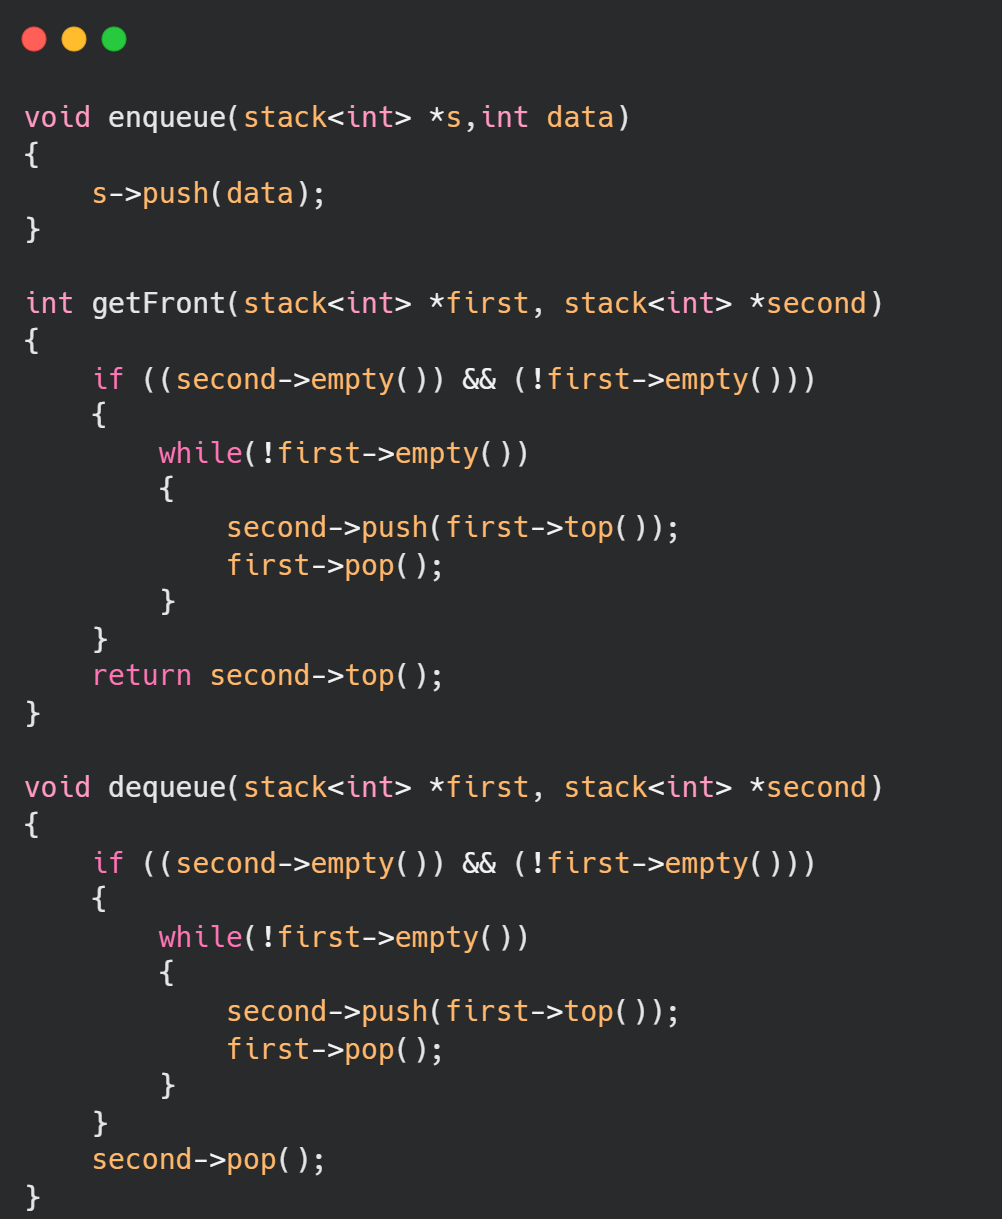 void enqueue(stack<int> *s,int data)
{
    s->push(data);
}

int getFront(stack<int> *first, stack<int> *second)
{
    if ((second->empty()) && (!first->empty()))
    {
        while(!first->empty())
        {
            second->push(first->top());
            first->pop();
        }
    }
    return second->top();
}

void dequeue(stack<int> *first, stack<int> *second)
{
    if ((second->empty()) && (!first->empty()))
    {
        while(!first->empty())
        {
            second->push(first->top());
            first->pop();
        }
    }
    second->pop();
}